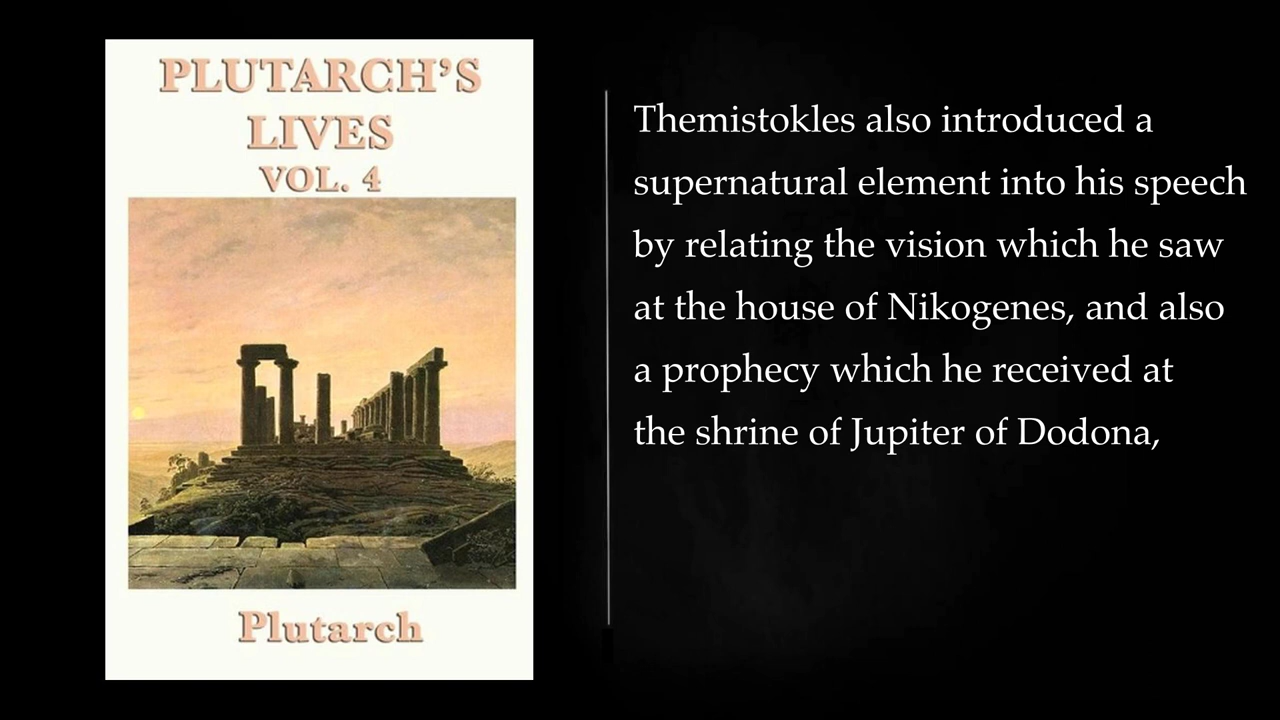 PLUTARCH'S
LIVES
VOL. 4
Plutarch
Themistokles also introduced a
supernatural element into his speech
by relating the vision which he saw
at the house of Nikogenes, and also
a prophecy which he received at
the shrine of Jupiter of Dodona,